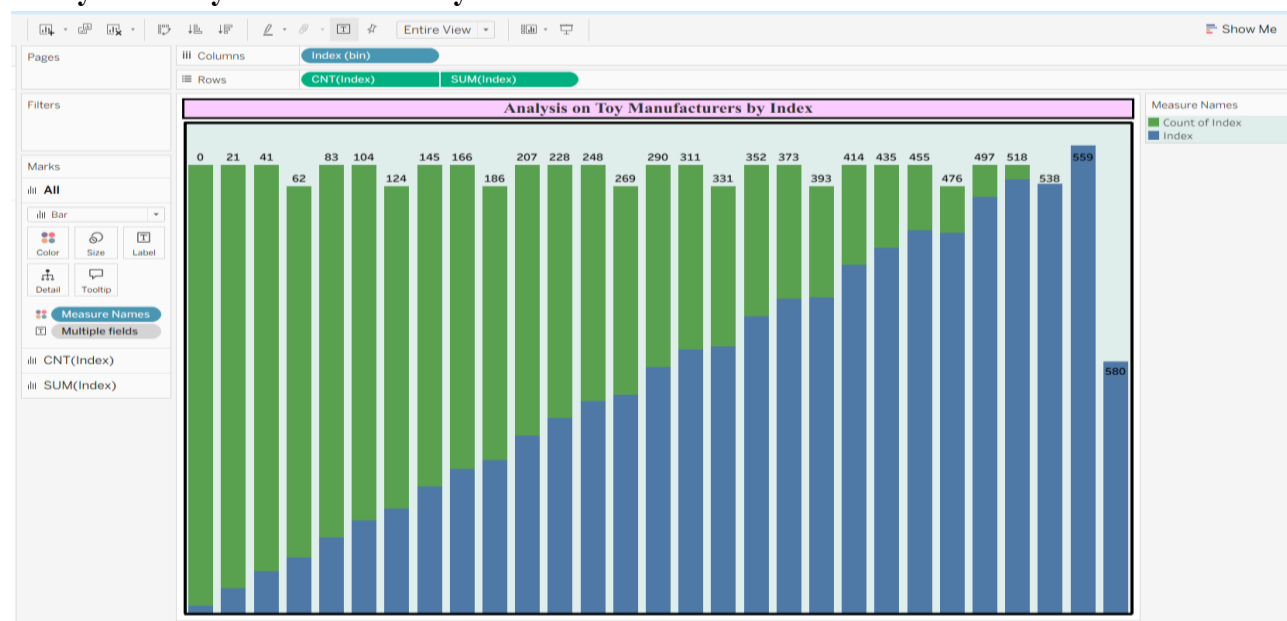 Entire View
Show Me
Pages
iii Columns
Index (bin)
Rows
CNT(Index)
SUM(Index)
Filters
Analysis on Toy Manufacturers by Index
Measure Names
Count of Index
Index
0 21 41 62 83 104 124 145 166 186 207 228 248 269 290 311 331 352 373 393 414 435 455 476 497 518 538 559 580
Marks
All
Bar
Color Size Label
Detail Tooltip
Measure Names
Multiple fields
CNT(Index)
SUM(Index)